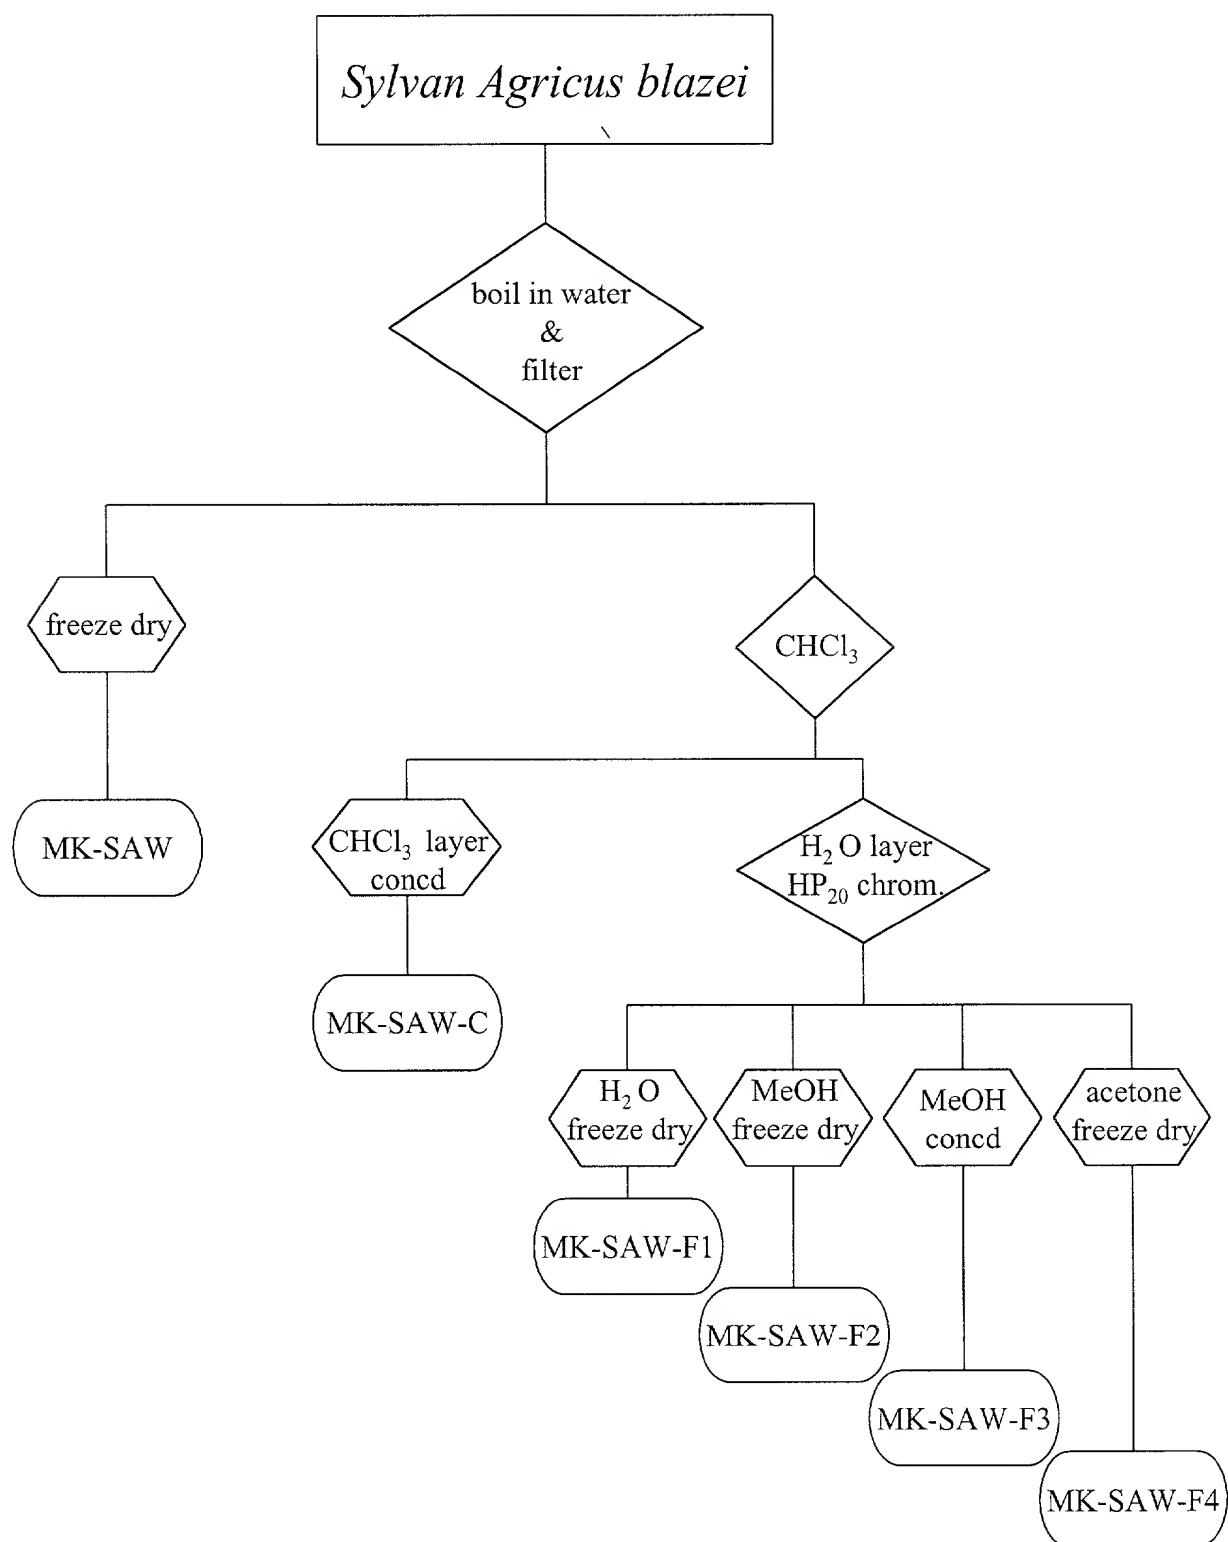 Sylvan Agricus blazei
boil in water
&
filter
freeze dry
CHCl₃
MK-SAW
CHCl₃ layer
concd
H₂O layer
HP₂₀ chrom.
MK-SAW-C
H₂O
freeze dry
MeOH
freeze dry
MeOH
concd
acetone
freeze dry
MK-SAW-F1
MK-SAW-F2
MK-SAW-F3
MK-SAW-F4